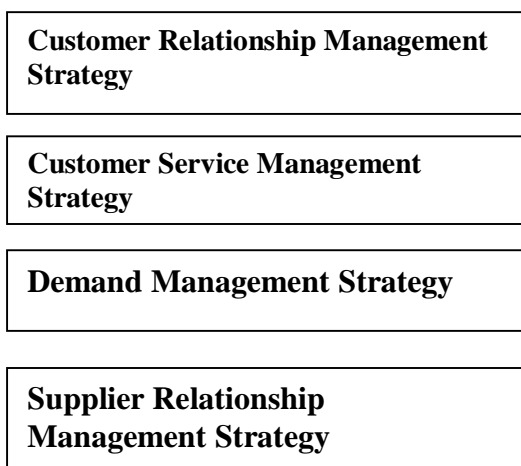 Customer Relationship Management
Strategy
Customer Service Management
Strategy
Demand Management Strategy
Supplier Relationship
Management Strategy